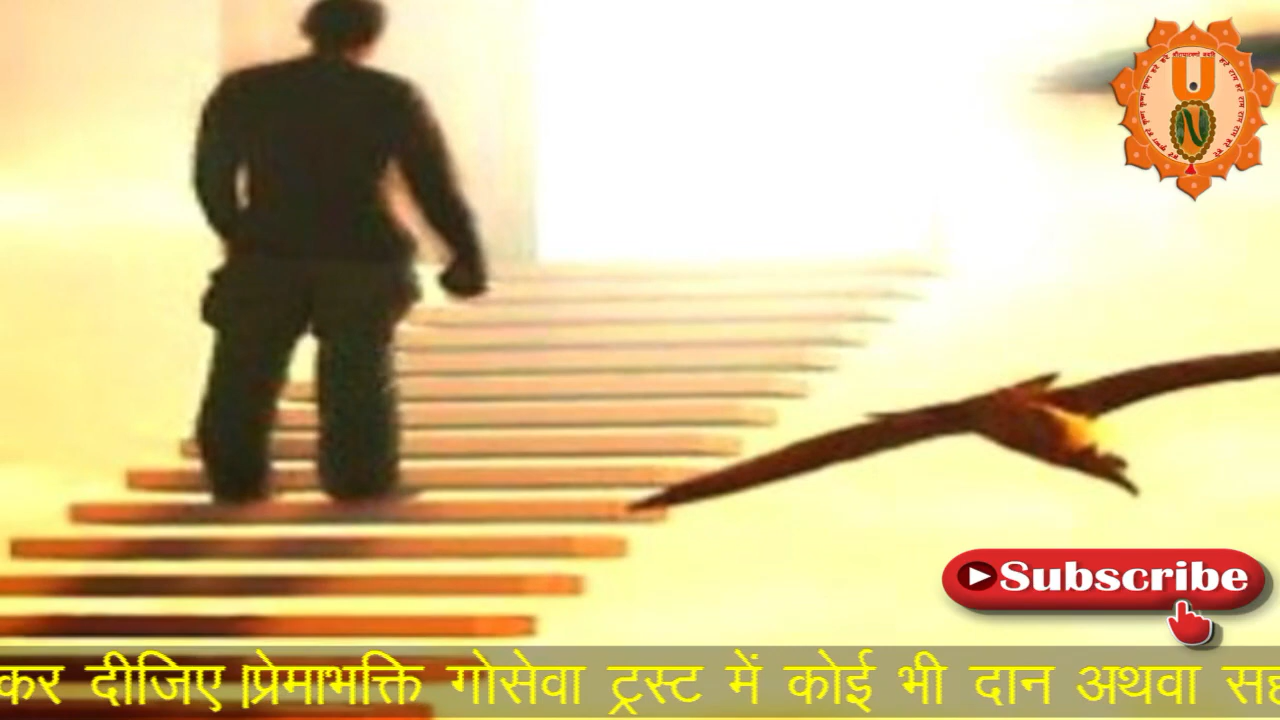 Subscribe
कर दीजिए |प्रेमाभक्ति गोसेवा ट्रस्ट में कोई भी दान अथवा